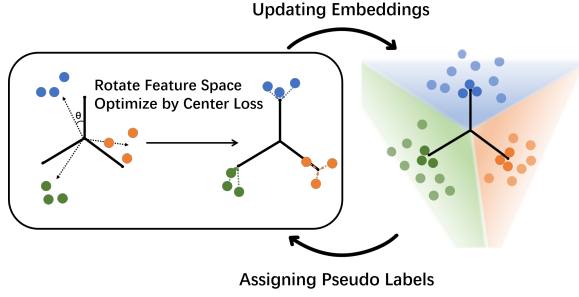 Updating Embeddings
Rotate Feature Space
Optimize by Center Loss
θ
Assigning Pseudo Labels